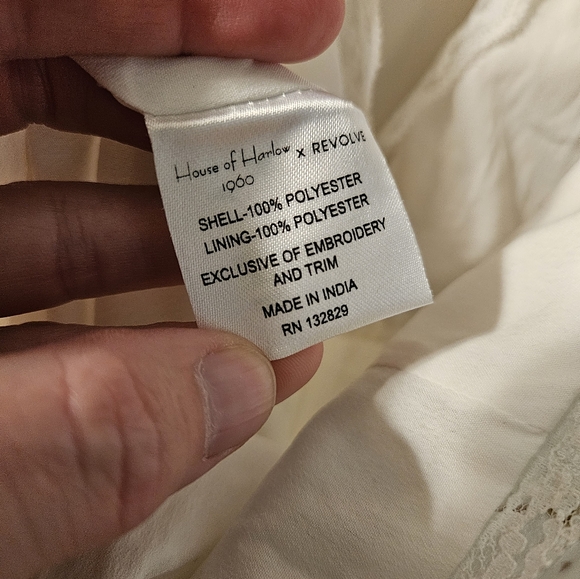 House of Harlow x REVOLVE
1960
SHELL-100% POLYESTER
LINING-100% POLYESTER
EXCLUSIVE OF EMBROIDERY
AND TRIM
MADE IN INDIA
RN 132829